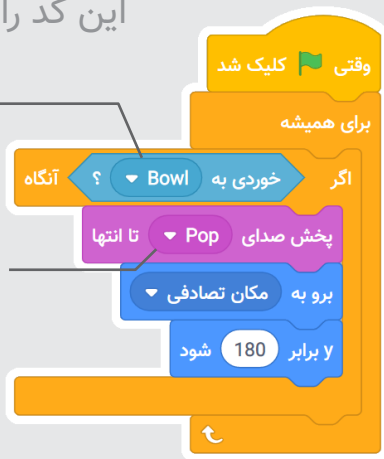 این کد را
وقتی کلیک شد
برای همیشه
اگر خوردی به Bowl ؟ آنگاه
پخش صدای Pop تا انتها
برو به مکان تصادفی
y برابر 180 شود